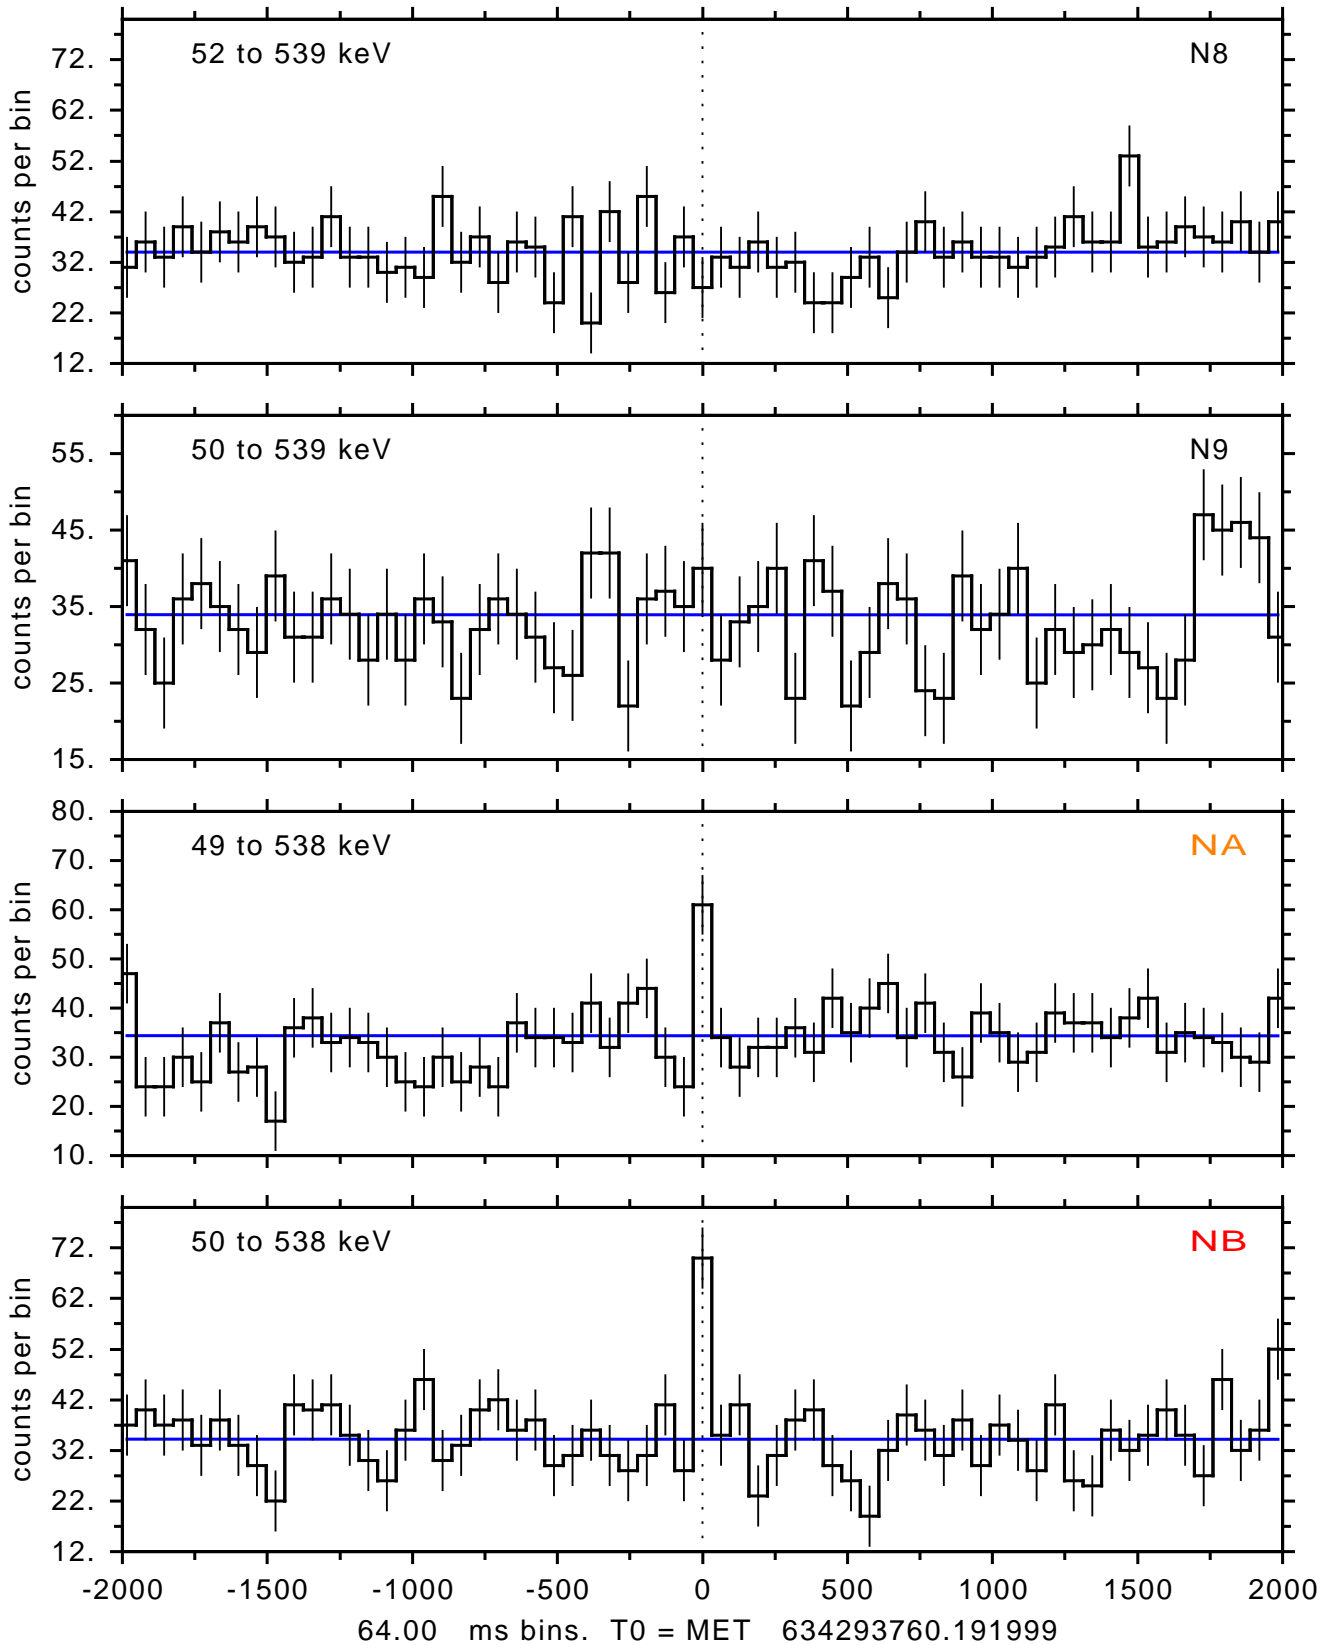 52 to 539 keV N8
72.
62.
52.
42.
32.
22.
12.
counts per bin
50 to 539 keV N9
55.
45.
35.
25.
15.
counts per bin
80.
49 to 538 keV NA
70.
60.
50.
40.
30.
20.
10.
counts per bin
50 to 538 keV NB
72.
62.
52.
42.
32.
22.
12.
counts per bin
-2000 -1500 -1000 -500 0 500 1000 1500 2000
64.00 ms bins. T0 = MET 634293760.191999